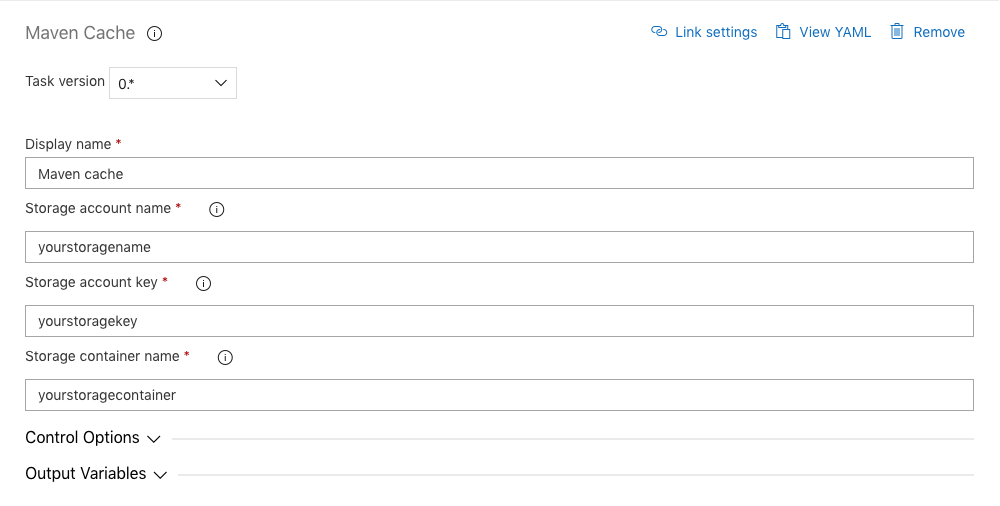 Maven Cache
Link settings
View YAML
Remove
Task version 0.*
Display name *
Maven cache
Storage account name *
yourstoragename
Storage account key *
yourstoragekey
Storage container name *
yourstoragecontainer
Control Options
Output Variables